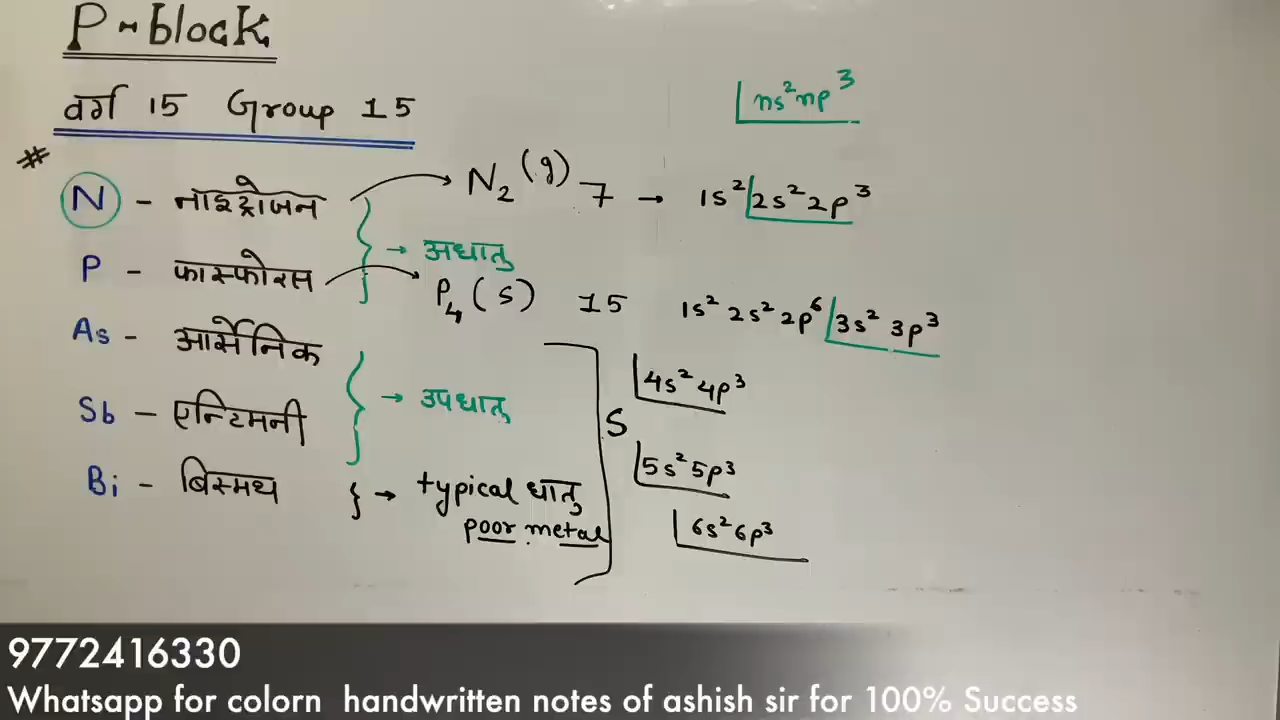 P-block
वर्ग 15 Group 15
ns²np³
# N - नाइट्रोजन → N₂(g) 7 → 1s² 2s² 2p³
} → अधातु
P - फास्फोरस → P₄(s) 15 1s² 2s² 2p⁶ 3s² 3p³
As - आर्सेनिक
4s² 4p³
} → उपधातु
S
Sb - एन्टिमनी
5s² 5p³
Bi - बिस्मथ } → typical धातु
poor metal
6s² 6p³
9772416330
Whatsapp for colorn handwritten notes of ashish sir for 100% Success